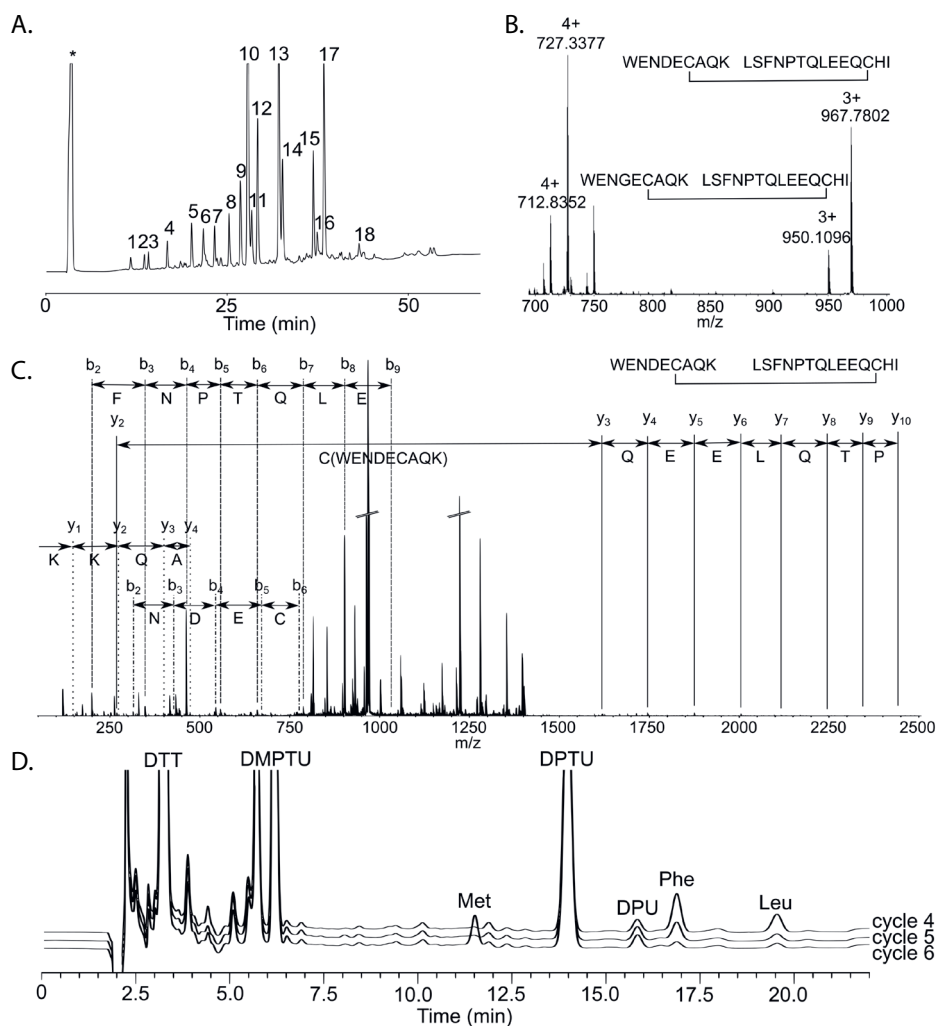 A.
*
10 13 17
12
15
14
9
11
8
5 67
4
123
16
18
0 25 50
Time (min)
B.
4+
727.3377
WENDECAQK LSFNPTQLEEQCHI
3+
967.7802
WENGECAQK LSFNPTQLEEQCHI
4+
712.8352
3+
950.1096
700 750 800 850 900 950 1000
m/z
C.
b2 b3 b4 b5 b6 b7 b8 b9
F N P T Q L E
WENDECAQK LSFNPTQLEEQCHI
y2
y3 y4 y5 y6 y7 y8 y9 y10
Q E E L Q T P
C(WENDECAQK)
y1 y2 y3 y4
K K Q A
b2 b3 b4 b5 b6
N D E C
250 500 750 1000 1250 1500 1750 2000 2250 2500
m/z
D.
DTT DMPTU DPTU
Met DPU Phe Leu
cycle 4
cycle 5
cycle 6
0 2.5 5.0 7.5 10.0 12.5 15.0 17.5 20.0
Time (min)